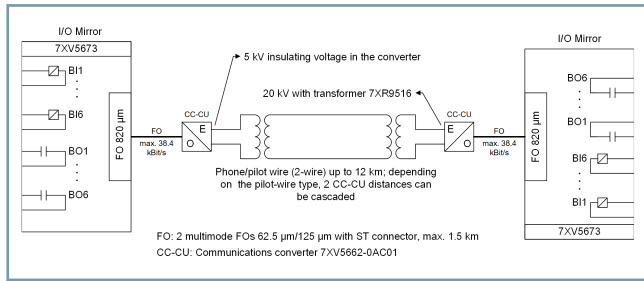 I/O Mirror
7XV5673
BI1
BI6
BO1
BO6
FO 820 µm
FO
max. 38.4
kBit/s
CC-CU
E
O
5 kV insulating voltage in the converter
20 kV with transformer 7XR9516
Phone/pilot wire (2-wire) up to 12 km; depending
on the pilot-wire type, 2 CC-CU distances can
be cascaded
CC-CU
E
O
FO
max. 38.4
kBit/s
I/O Mirror
FO 820 µm
BO6
BO1
BI6
BI1
7XV5673
FO: 2 multimode FOs 62.5 µm/125 µm with ST connector, max. 1.5 km
CC-CU: Communications converter 7XV5662-0AC01